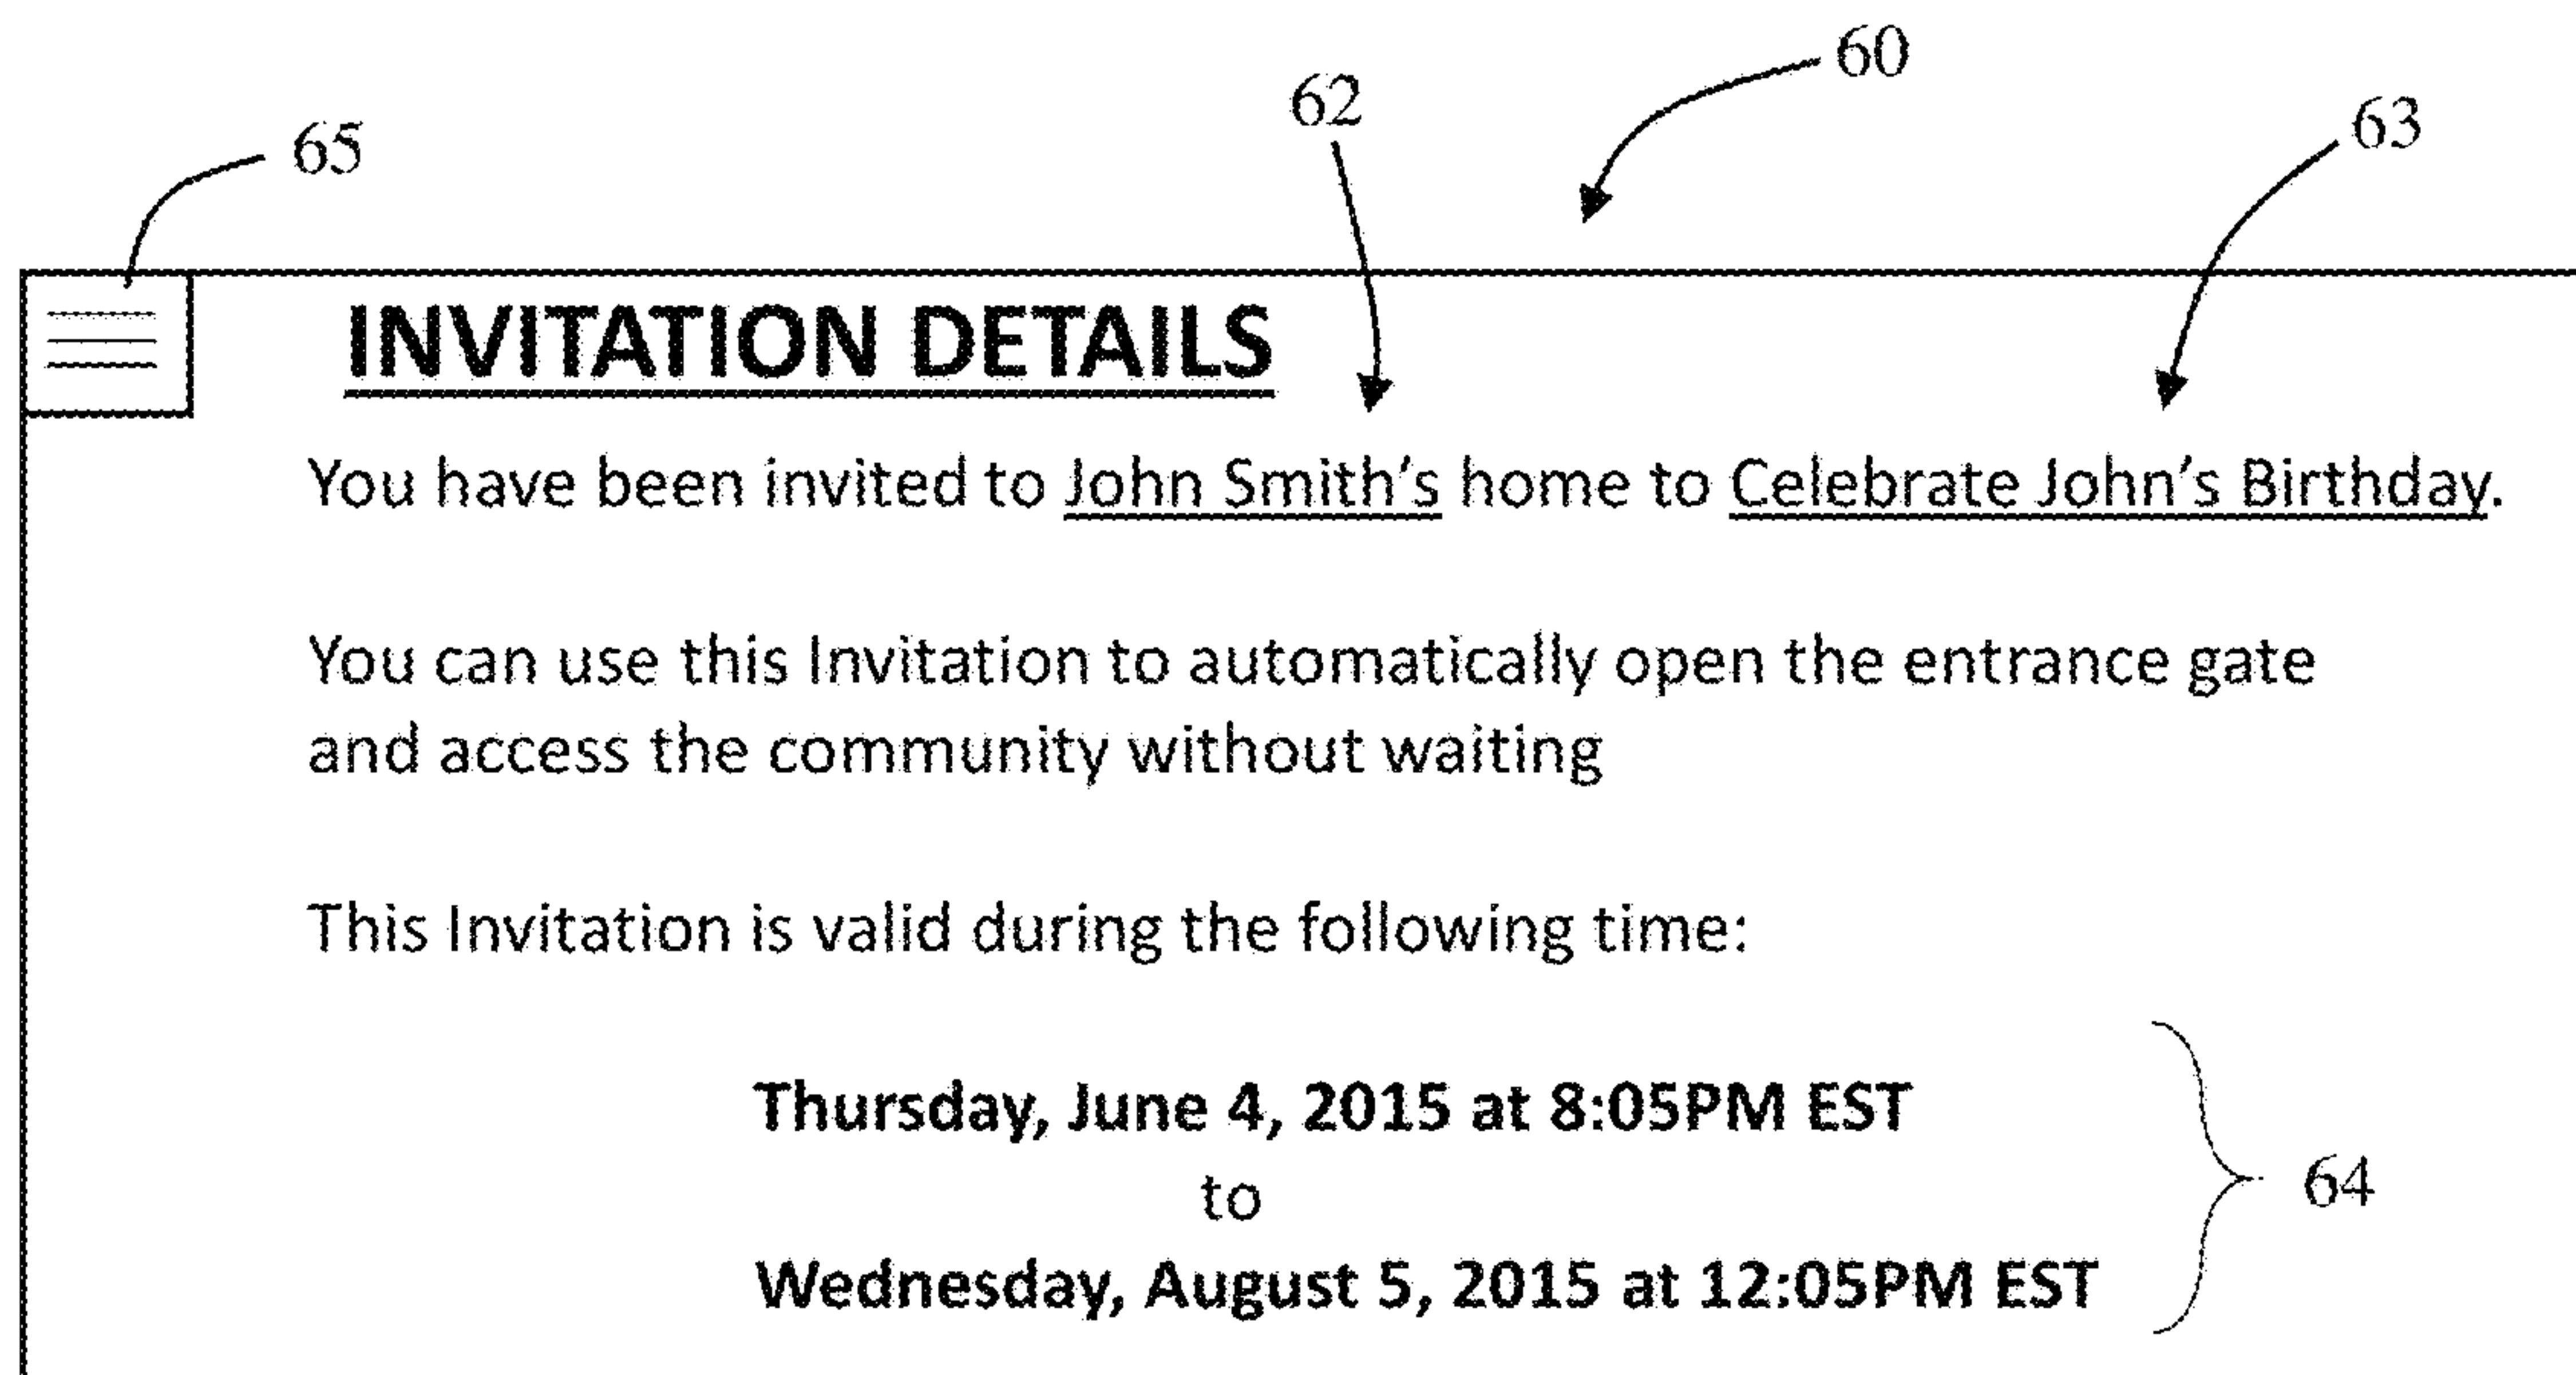 60
62
63
65
INVITATION DETAILS
You have been invited to John Smith's home to Celebrate John's Birthday.
You can use this Invitation to automatically open the entrance gate
and access the community without waiting
This Invitation is valid during the following time:
Thursday, June 4, 2015 at 8:05PM EST
to
64
Wednesday, August 5, 2015 at 12:05PM EST